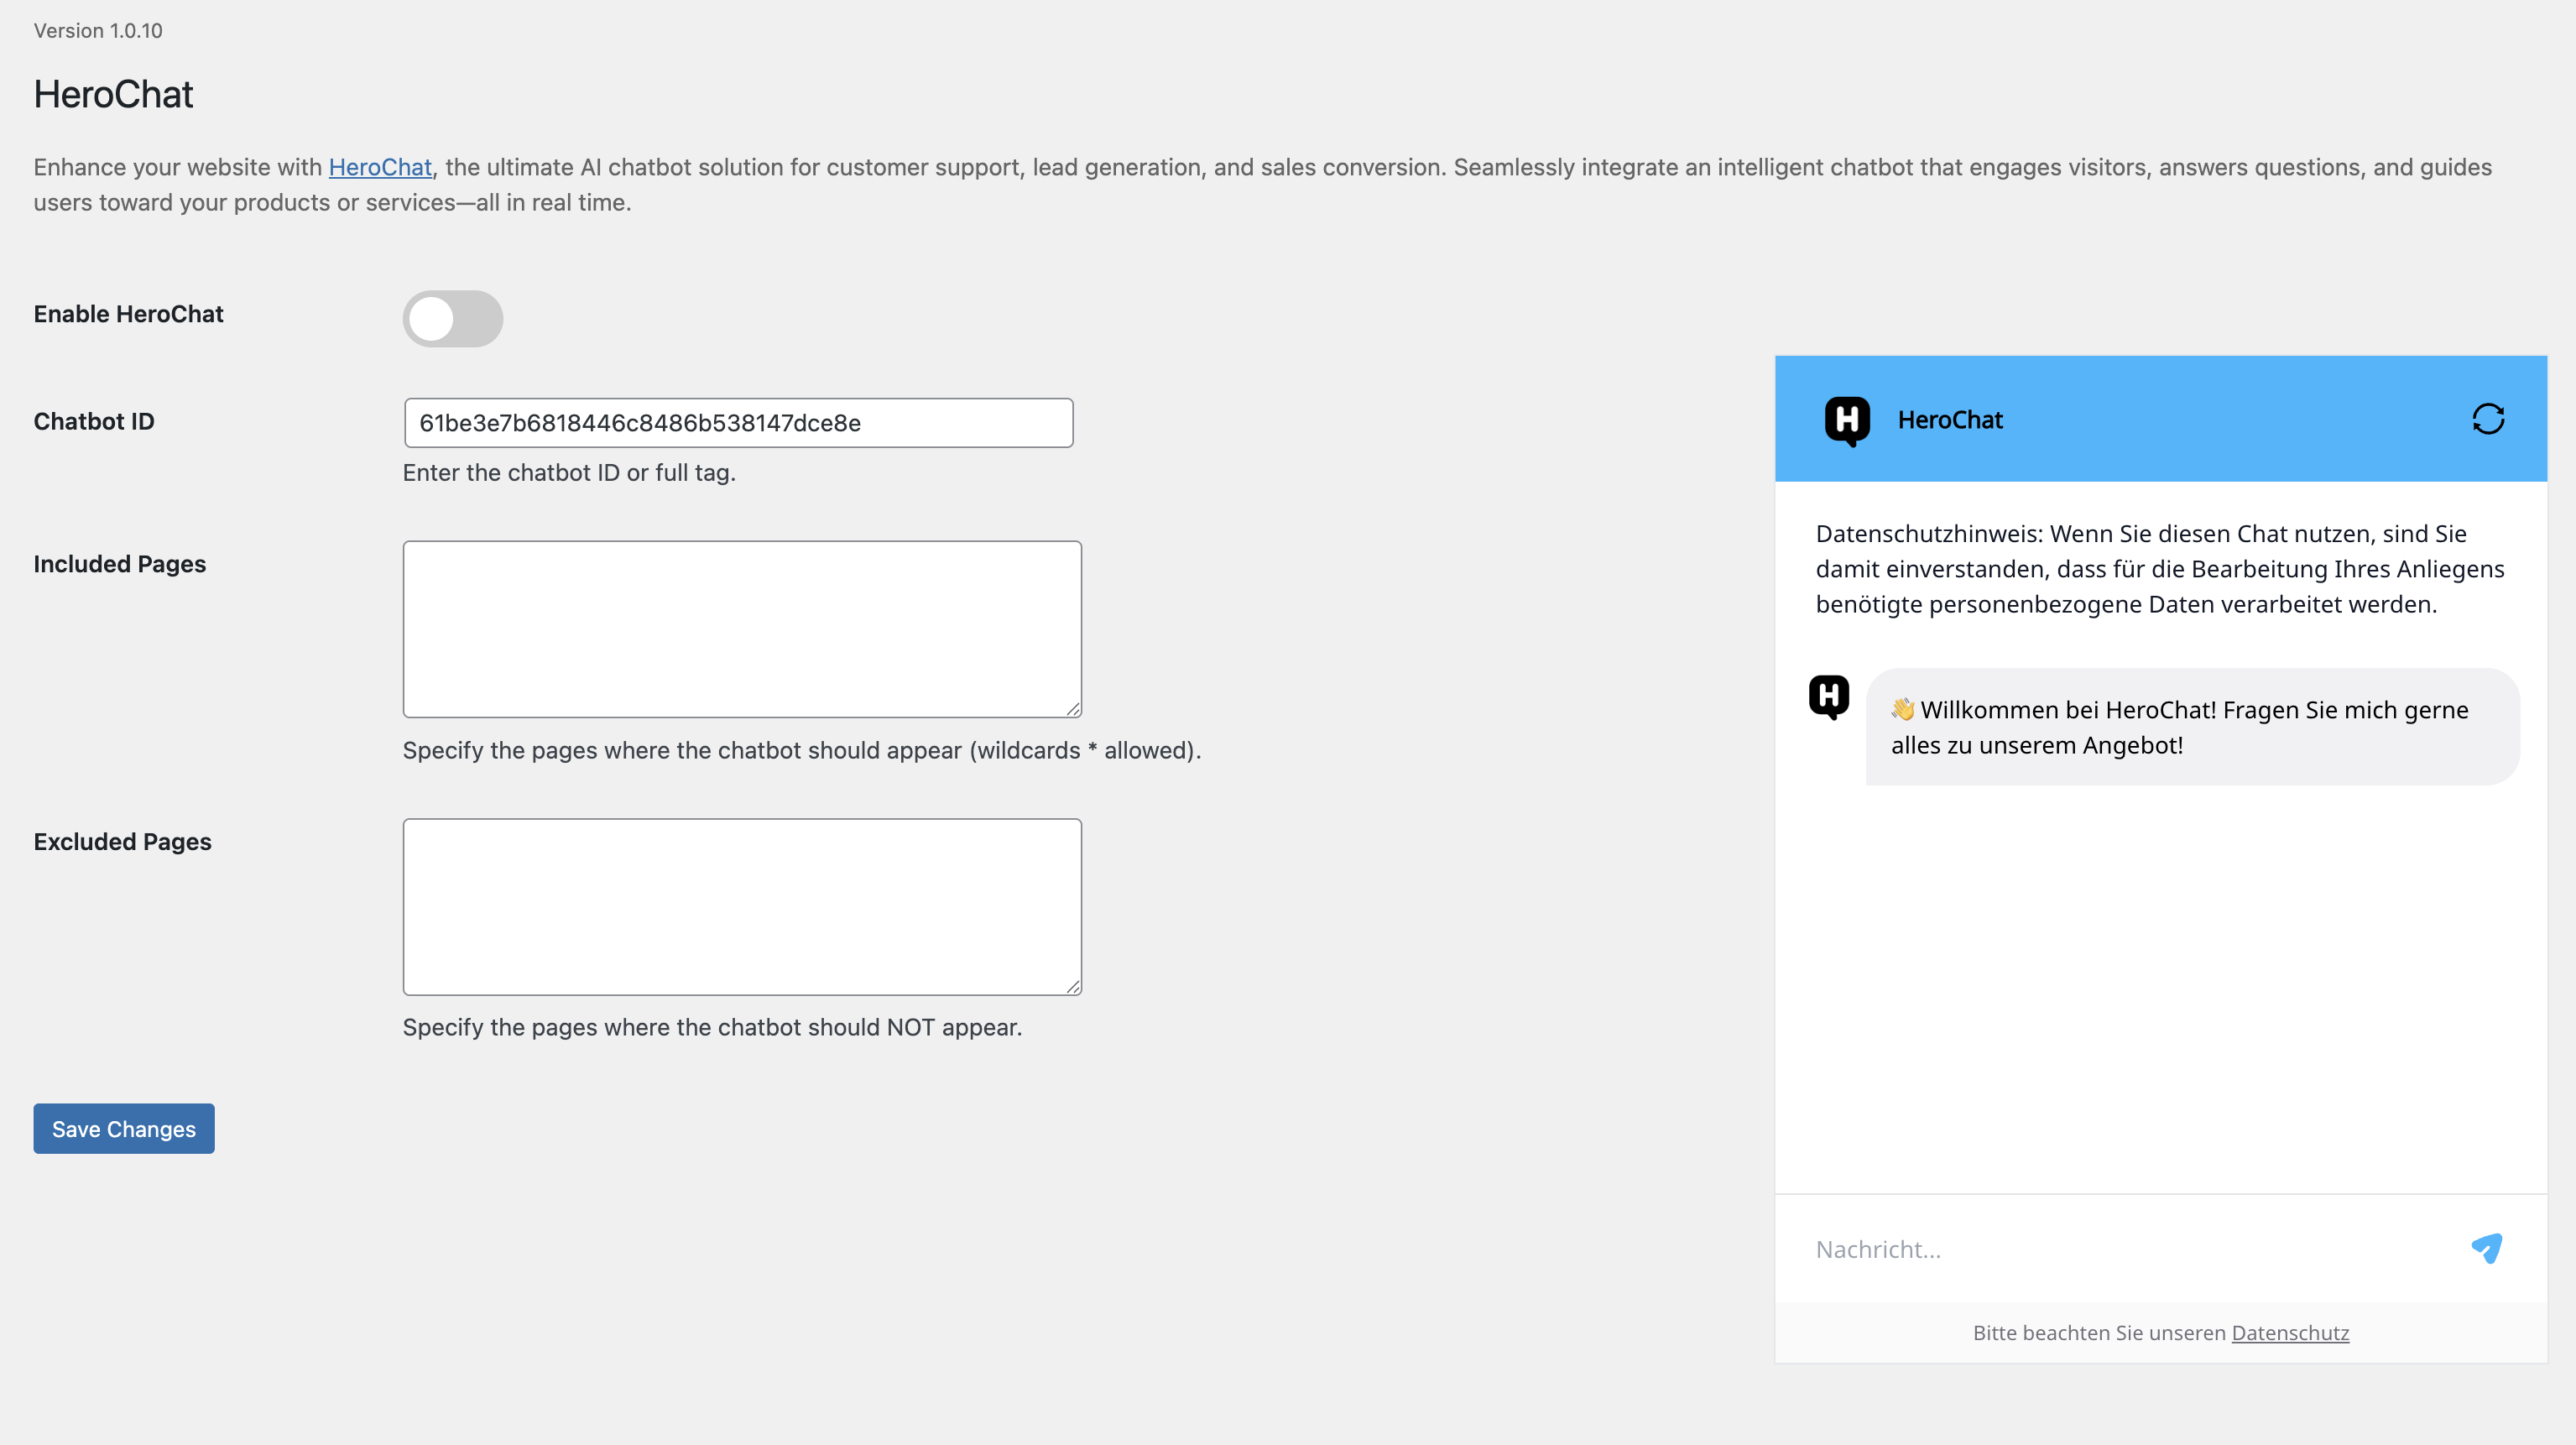 Version 1.0.10
HeroChat
Enhance your website with HeroChat, the ultimate AI chatbot solution for customer support, lead generation, and sales conversion. Seamlessly integrate an intelligent chatbot that engages visitors, answers questions, and guides
users toward your products or services—all in real time.
Enable HeroChat
Chatbot ID
61be3e7b6818446c8486b538147dce8e
Enter the chatbot ID or full tag.
Included Pages
Specify the pages where the chatbot should appear (wildcards * allowed).
Excluded Pages
Specify the pages where the chatbot should NOT appear.
Save Changes
H
HeroChat
Datenschutzhinweis: Wenn Sie diesen Chat nutzen, sind Sie
damit einverstanden, dass für die Bearbeitung Ihres Anliegens
benötigte personenbezogene Daten verarbeitet werden.
H
👋 Willkommen bei HeroChat! Fragen Sie mich gerne
alles zu unserem Angebot!
Nachricht...
Bitte beachten Sie unseren Datenschutz